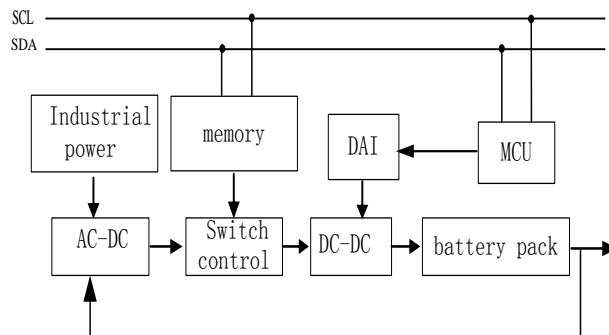 SCL
SDA
Industrial
power
memory
DAI
MCU
AC-DC
Switch
control
DC-DC
battery pack